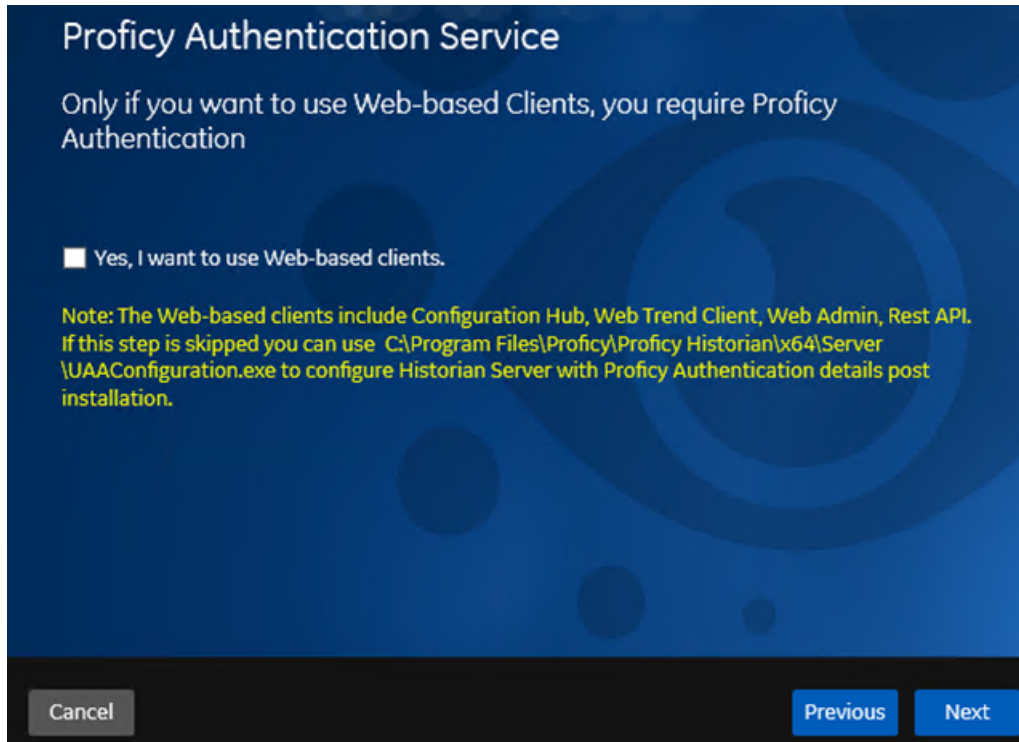 Proficy Authentication Service
Only if you want to use Web-based Clients, you require Proficy
Authentication
Yes, I want to use Web-based clients.
Note: The Web-based clients include Configuration Hub, Web Trend Client, Web Admin, Rest API.
If this step is skipped you can use  C:\Program Files\Proficy\Proficy Historian\x64\Server
\UAAConfiguration.exe to configure Historian Server with Proficy Authentication details post
installation.
Cancel
Previous
Next